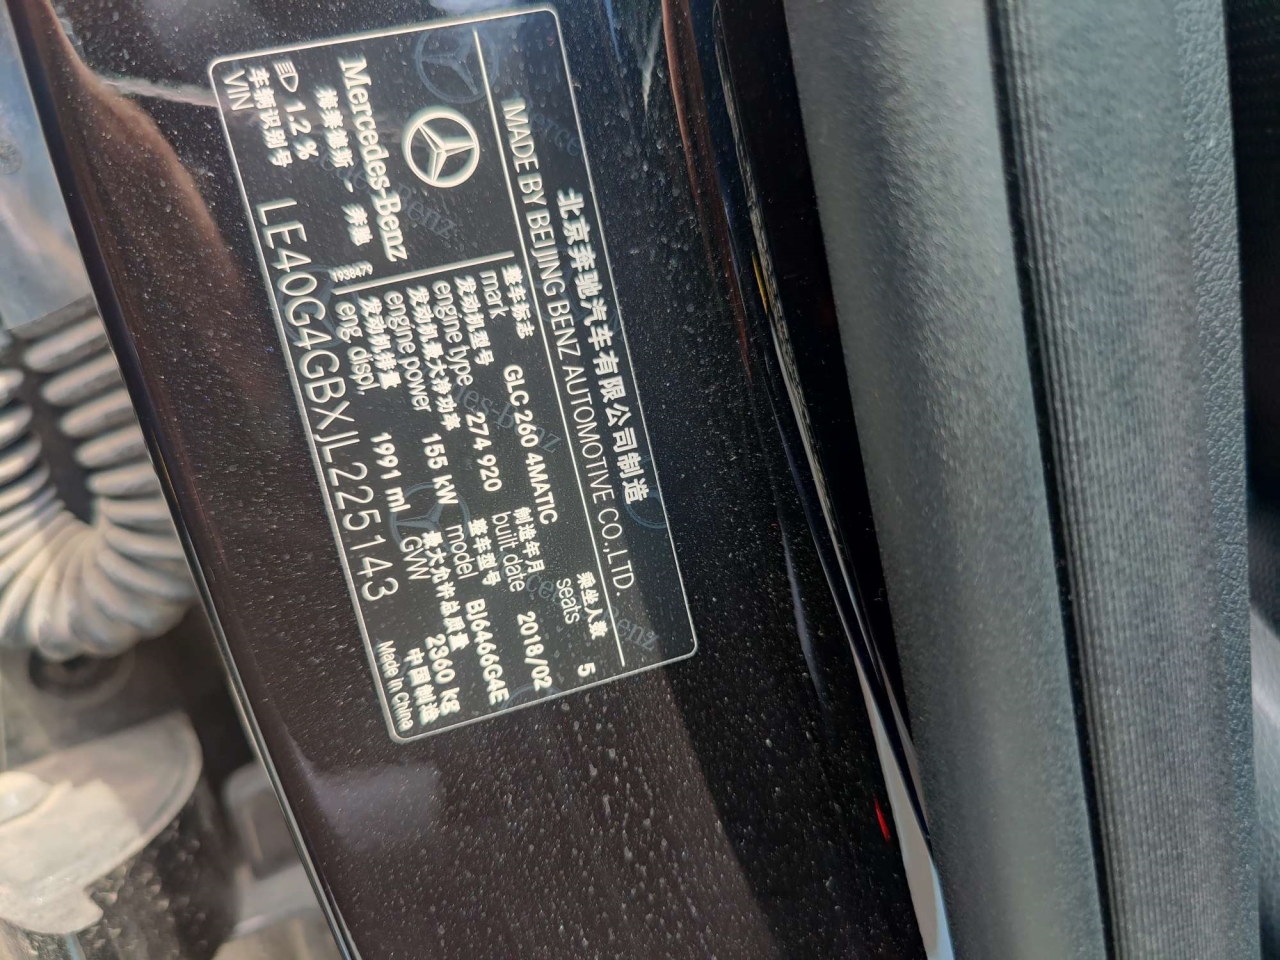 北京奔驰汽车有限公司制造
MADE BY BEIJING BENZ AUTOMOTIVE CO.,LTD.
Mercedes-Benz
梅赛德斯 - 奔驰
1.2 %
1938479
乘坐人数 5
seats
整车标志 GLC 260 4MATIC
mark
制造年月 2018/02
built date
发动机型号 274 920
engine type
整车型号 BJ6466G4E
model
发动机最大净功率 155 kW
engine power
最大允许总质量 2360 kg
GVW
发动机排量 1991 ml
eng displ.
中国制造
Made in China
车辆识别号 LE40G4GBXJL225143
VIN